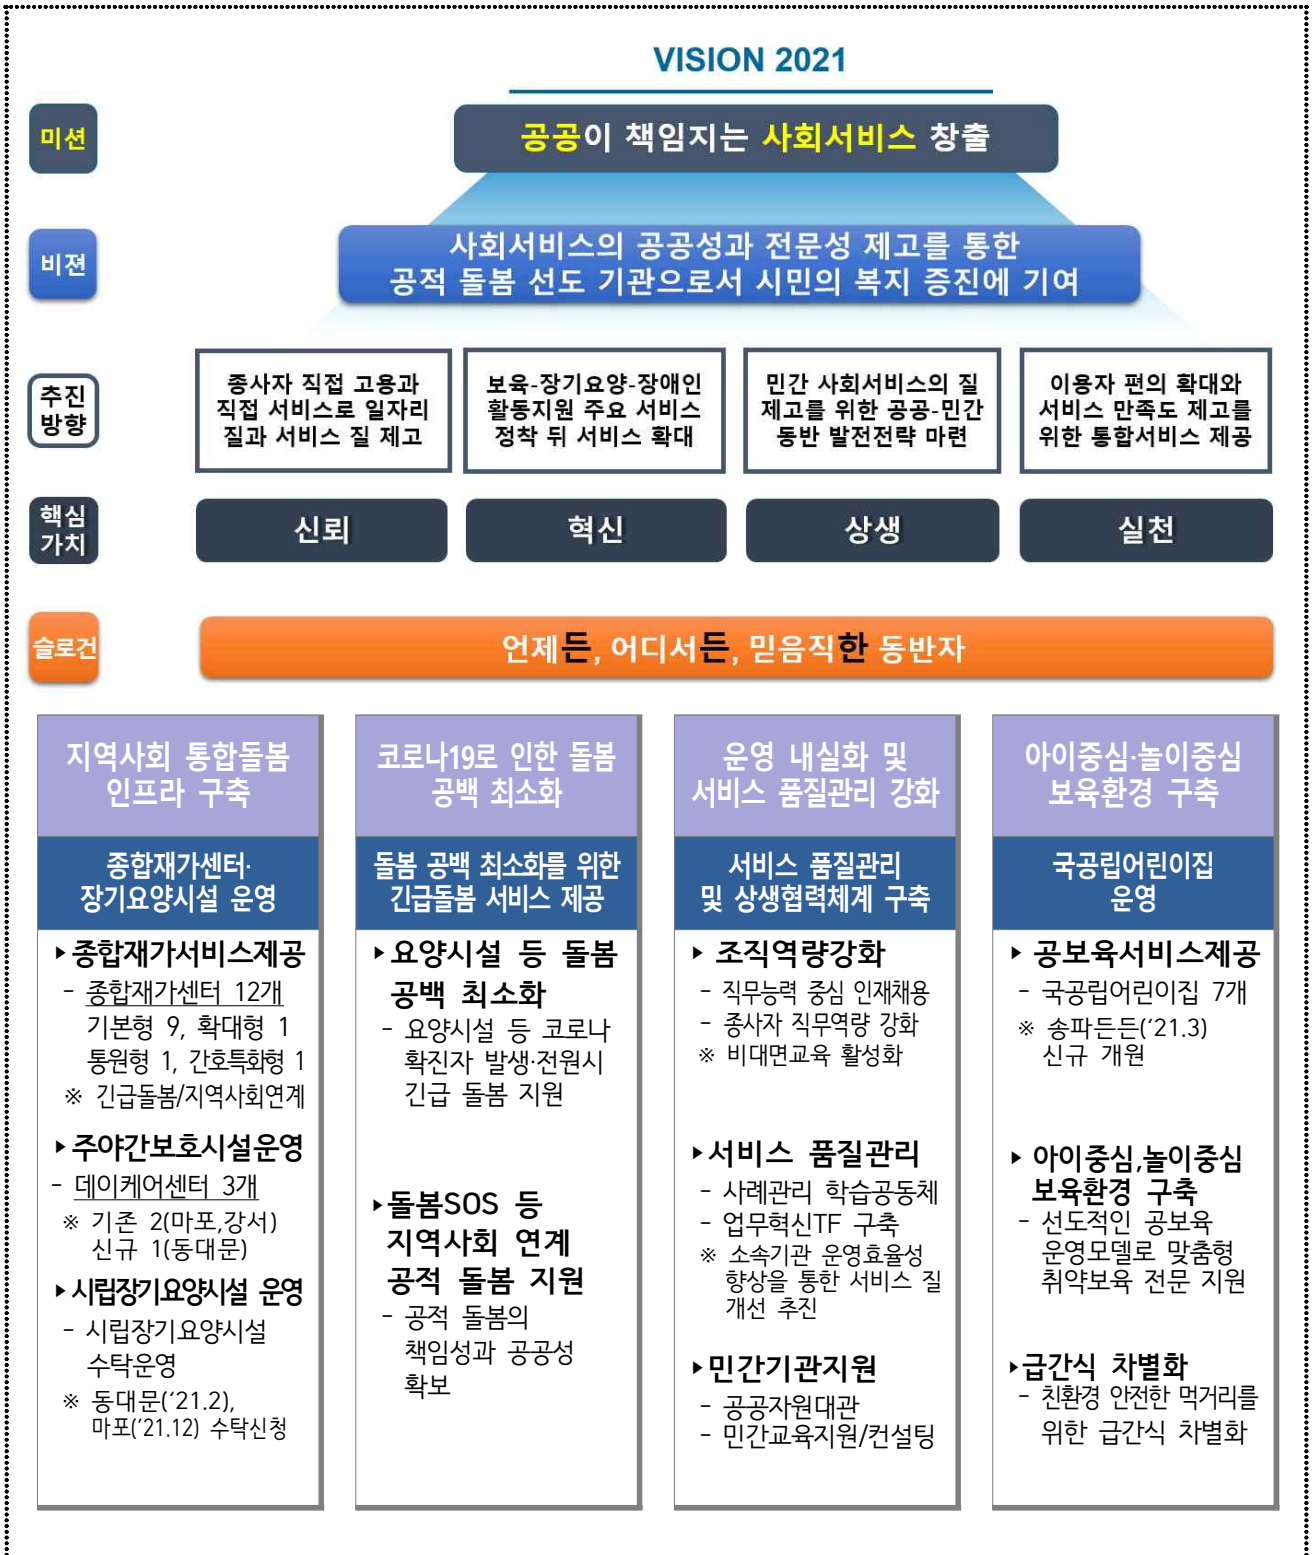 VISION 2021
미션
공공이 책임지는 사회서비스 창출
비젼
사회서비스의 공공성과 전문성 제고를 통한
공적 돌봄 선도 기관으로서 시민의 복지 증진에 기여
추진
방향
종사자 직접 고용과
직접 서비스로 일자리
질과 서비스 질 제고
보육-장기요양-장애인
활동지원 주요 서비스
정착 뒤 서비스 확대
민간 사회서비스의 질
제고를 위한 공공-민간
동반 발전전략 마련
이용자 편의 확대와
서비스 만족도 제고를
위한 통합서비스 제공
핵심
가치
신뢰
혁신
상생
실천
슬로건
언제든, 어디서든, 믿음직한 동반자
지역사회 통합돌봄
인프라 구축
종합재가센터·
장기요양시설 운영
▸종합재가서비스제공
- 종합재가센터 12개
기본형 9, 확대형 1
통원형 1, 간호특화형 1
※ 긴급돌봄/지역사회연계
▸주야간보호시설운영
- 데이케어센터 3개
※ 기존 2(마포,강서)
신규 1(동대문)
▸시립장기요양시설 운영
- 시립장기요양시설
수탁운영
※ 동대문(‘21.2),
마포(‘21.12) 수탁신청
코로나19로 인한 돌봄
공백 최소화
돌봄 공백 최소화를 위한
긴급돌봄 서비스 제공
▸요양시설 등 돌봄
공백 최소화
- 요양시설 등 코로나
확진자 발생·전원시
긴급 돌봄 지원
▸돌봄SOS 등
지역사회 연계
공적 돌봄 지원
- 공적 돌봄의
책임성과 공공성
확보
운영 내실화 및
서비스 품질관리 강화
서비스 품질관리
및 상생협력체계 구축
▸ 조직역량강화
- 직무능력 중심 인재채용
- 종사자 직무역량 강화
※ 비대면교육 활성화
▸서비스 품질관리
- 사례관리 학습공동체
- 업무혁신TF 구축
※ 소속기관 운영효율성
향상을 통한 서비스 질
개선 추진
▸민간기관지원
- 공공자원대관
- 민간교육지원/컨설팅
아이중심·놀이중심
보육환경 구축
국공립어린이집
운영
▸ 공보육서비스제공
- 국공립어린이집 7개
※ 송파든든(‘21.3)
신규 개원
▸ 아이중심,놀이중심
보육환경 구축
- 선도적인 공보육
운영모델로 맞춤형
취약보육 전문 지원
▸급간식 차별화
- 친환경 안전한 먹거리를
위한 급간식 차별화